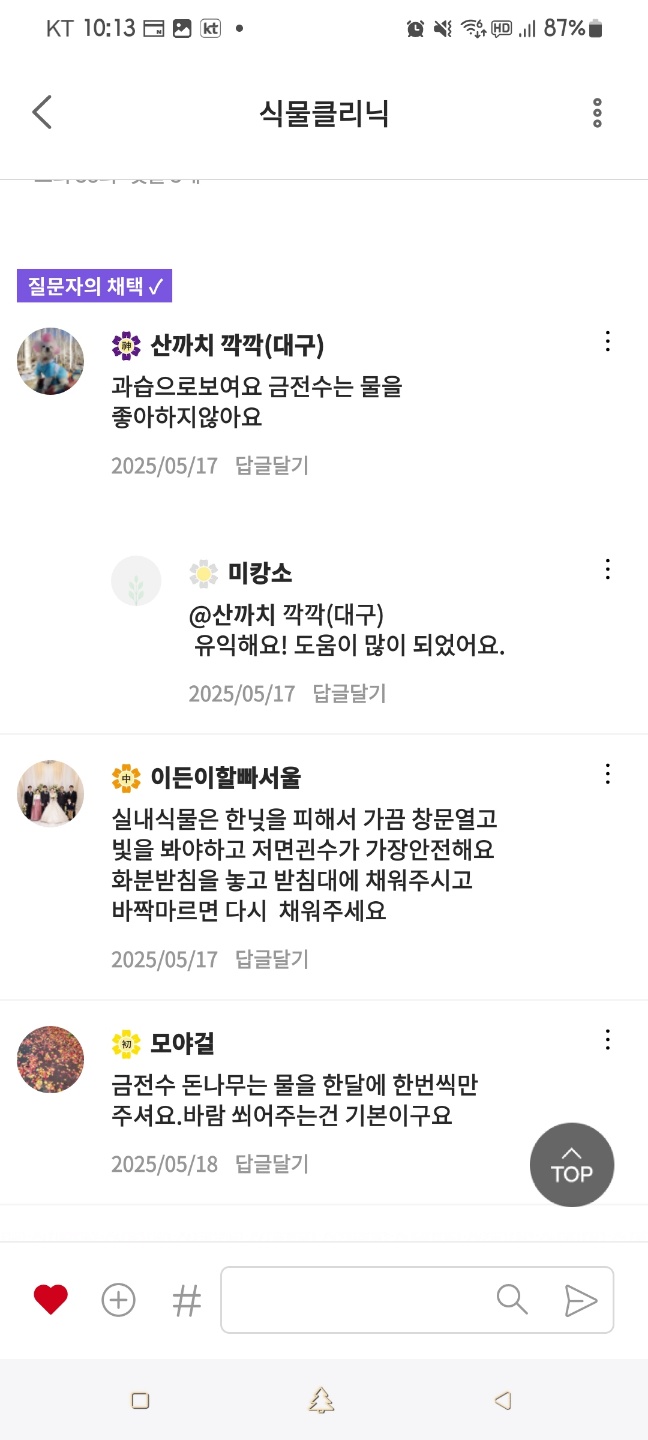 KT 10:13 kt HD 87%
식물클리닉
질문자의 채택 ✓
神 산까치 깍깍(대구)
과습으로보여요 금전수는 물을
좋아하지않아요
2025/05/17 답글달기
미캉소
@산까치 깍깍(대구)
유익해요! 도움이 많이 되었어요.
2025/05/17 답글달기
中 이든이할빠서울
실내식물은 한닟을 피해서 가끔 창문열고
빛을 봐야하고 저면괸수가 가장안전해요
화분받침을 놓고 받침대에 채워주시고
바짝마르면 다시 채워주세요
2025/05/17 답글달기
初 모야걸
금전수 돈나무는 물을 한달에 한번씩만
주셔요.바람 쐬어주는건 기본이구요
2025/05/18 답글달기
TOP